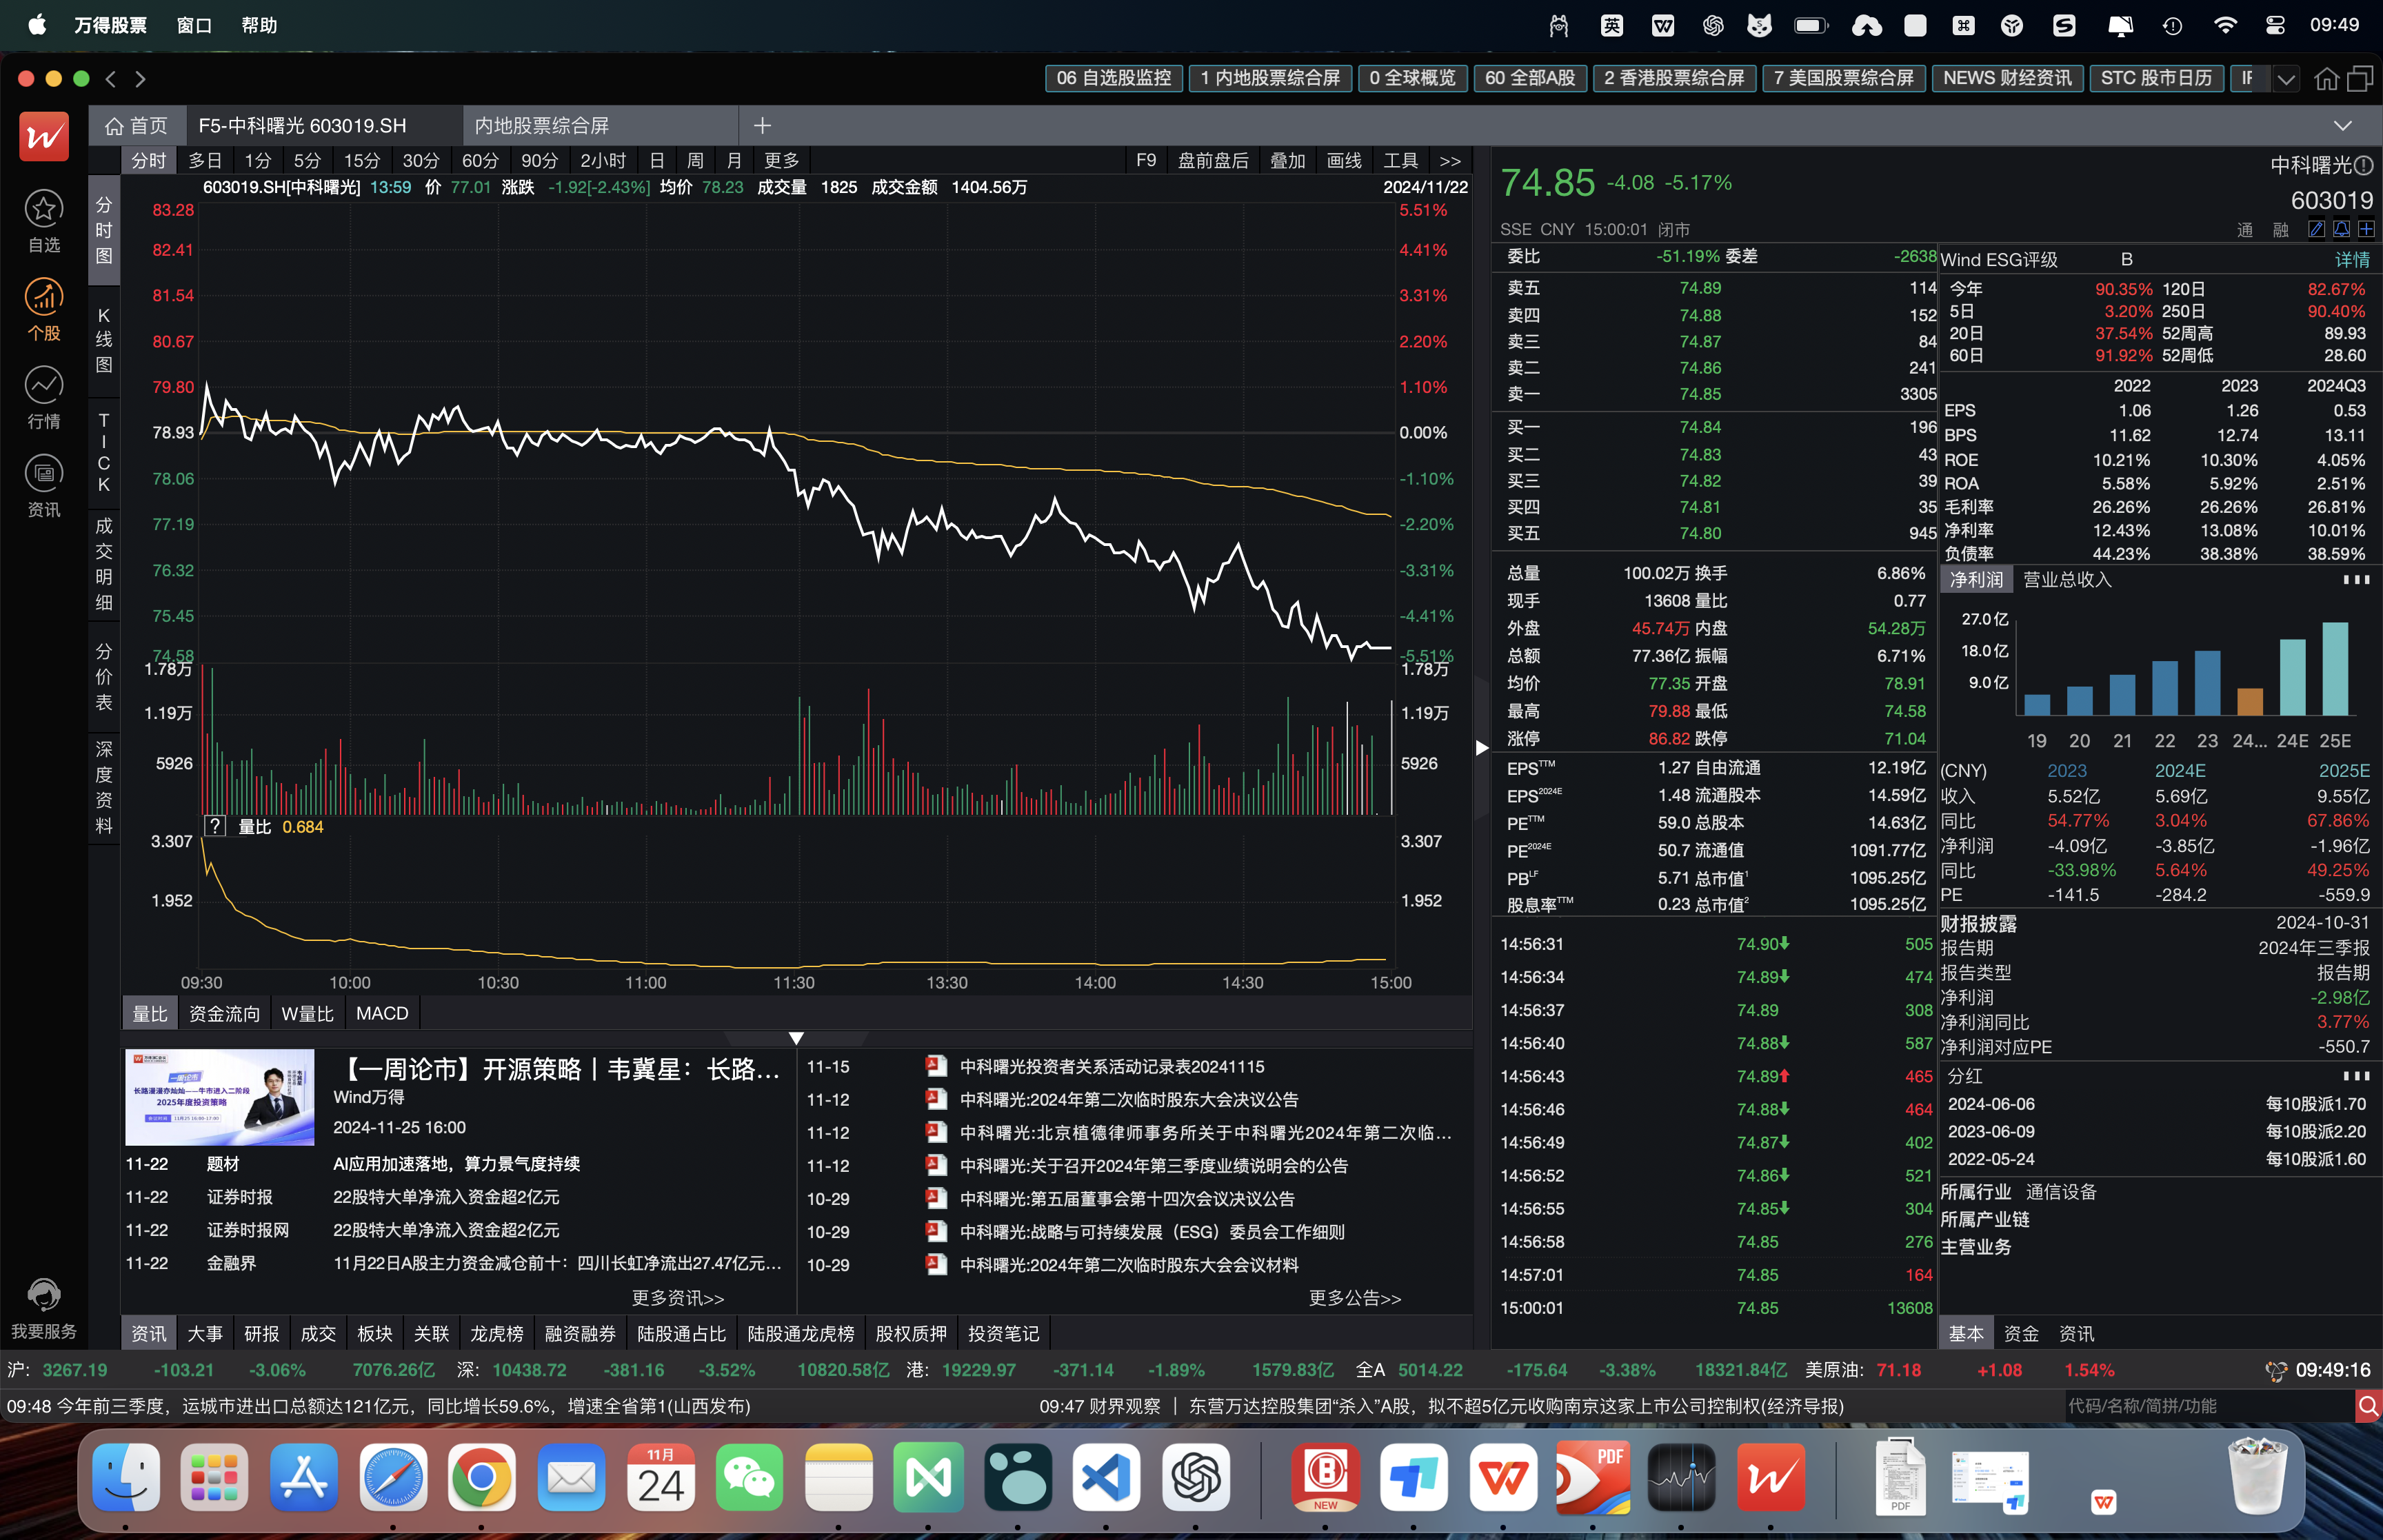 万得股票 窗口 帮助 英 09:49
06 自选股监控 1 内地股票综合屏 0 全球概览 60 全部A股 2 香港股票综合屏 7 美国股票综合屏 NEWS 财经资讯 STC 股市日历
首页 F5-中科曙光 603019.SH 内地股票综合屏 +
自选
个股
行情
资讯
我要服务
分时图
K线图
TICK
成交明细
分价表
深度资料
分时 多日 1分 5分 15分 30分 60分 90分 2小时 日 周 月 更多 F9 盘前盘后 叠加 画线 工具 >>
603019.SH[中科曙光] 13:59 价 77.01 涨跌 -1.92[-2.43%] 均价 78.23 成交量 1825 成交金额 1404.56万 2024/11/22
83.28 5.51%
82.41 4.41%
81.54 3.31%
80.67 2.20%
79.80 1.10%
78.93 0.00%
78.06 -1.10%
77.19 -2.20%
76.32 -3.31%
75.45 -4.41%
74.58 -5.51%
1.78万 1.78万
1.19万 1.19万
5926 5926
? 量比 0.684
3.307 3.307
1.952 1.952
09:30 10:00 10:30 11:00 11:30 13:30 14:00 14:30 15:00
量比 资金流向 W量比 MACD
【一周论市】开源策略丨韦冀星：长路...
Wind万得
2024-11-25 16:00
一周论市
长路漫漫亦灿灿——牛市进入二阶段
2025年度投资策略
11-22 题材 AI应用加速落地，算力景气度持续
11-22 证券时报 22股特大单净流入资金超2亿元
11-22 证券时报网 22股特大单净流入资金超2亿元
11-22 金融界 11月22日A股主力资金减仓前十：四川长虹净流出27.47亿元...
更多资讯>>
11-15 中科曙光投资者关系活动记录表20241115
11-12 中科曙光:2024年第二次临时股东大会决议公告
11-12 中科曙光:北京植德律师事务所关于中科曙光2024年第二次临...
11-12 中科曙光:关于召开2024年第三季度业绩说明会的公告
10-29 中科曙光:第五届董事会第十四次会议决议公告
10-29 中科曙光:战略与可持续发展（ESG）委员会工作细则
10-29 中科曙光:2024年第二次临时股东大会会议材料
更多公告>>
资讯 大事 研报 成交 板块 关联 龙虎榜 融资融券 陆股通占比 陆股通龙虎榜 股权质押 投资笔记
74.85 -4.08 -5.17% 中科曙光
603019
SSE CNY 15:00:01 闭市 通 融
委比 -51.19% 委差 -2638
卖五 74.89 114
卖四 74.88 152
卖三 74.87 84
卖二 74.86 241
卖一 74.85 3305
买一 74.84 196
买二 74.83 43
买三 74.82 39
买四 74.81 35
买五 74.80 945
总量 100.02万 换手 6.86%
现手 13608 量比 0.77
外盘 45.74万 内盘 54.28万
总额 77.36亿 振幅 6.71%
均价 77.35 开盘 78.91
最高 79.88 最低 74.58
涨停 86.82 跌停 71.04
EPSTTM 1.27 自由流通 12.19亿
EPS2024E 1.48 流通股本 14.59亿
PETTM 59.0 总股本 14.63亿
PE2024E 50.7 流通值 1091.77亿
PBLF 5.71 总市值1 1095.25亿
股息率TTM 0.23 总市值2 1095.25亿
14:56:31 74.90 505
14:56:34 74.89 474
14:56:37 74.89 308
14:56:40 74.88 587
14:56:43 74.89 465
14:56:46 74.88 464
14:56:49 74.87 402
14:56:52 74.86 521
14:56:55 74.85 304
14:56:58 74.85 276
14:57:01 74.85 164
15:00:01 74.85 13608
Wind ESG评级 B 详情
今年 90.35% 120日 82.67%
5日 3.20% 250日 90.40%
20日 37.54% 52周高 89.93
60日 91.92% 52周低 28.60
2022 2023 2024Q3
EPS 1.06 1.26 0.53
BPS 11.62 12.74 13.11
ROE 10.21% 10.30% 4.05%
ROA 5.58% 5.92% 2.51%
毛利率 26.26% 26.26% 26.81%
净利率 12.43% 13.08% 10.01%
负债率 44.23% 38.38% 38.59%
净利润 营业总收入
27.0亿
18.0亿
9.0亿
19 20 21 22 23 24... 24E 25E
(CNY) 2023 2024E 2025E
收入 5.52亿 5.69亿 9.55亿
同比 54.77% 3.04% 67.86%
净利润 -4.09亿 -3.85亿 -1.96亿
同比 -33.98% 5.64% 49.25%
PE -141.5 -284.2 -559.9
财报披露 2024-10-31
报告期 2024年三季报
报告类型 报告期
净利润 -2.98亿
净利润同比 3.77%
净利润对应PE -550.7
分红
2024-06-06 每10股派1.70
2023-06-09 每10股派2.20
2022-05-24 每10股派1.60
所属行业 通信设备
所属产业链
主营业务
基本 资金 资讯
沪: 3267.19 -103.21 -3.06% 7076.26亿 深: 10438.72 -381.16 -3.52% 10820.58亿 港: 19229.97 -371.14 -1.89% 1579.83亿 全A 5014.22 -175.64 -3.38% 18321.84亿 美原油: 71.18 +1.08 1.54% 09:49:16
09:48 今年前三季度，运城市进出口总额达121亿元，同比增长59.6%，增速全省第1(山西发布) 09:47 财界观察 ｜ 东营万达控股集团“杀入”A股，拟不超5亿元收购南京这家上市公司控制权(经济导报) 代码/名称/简拼/功能
11月
24
NEW
PDF
PDF